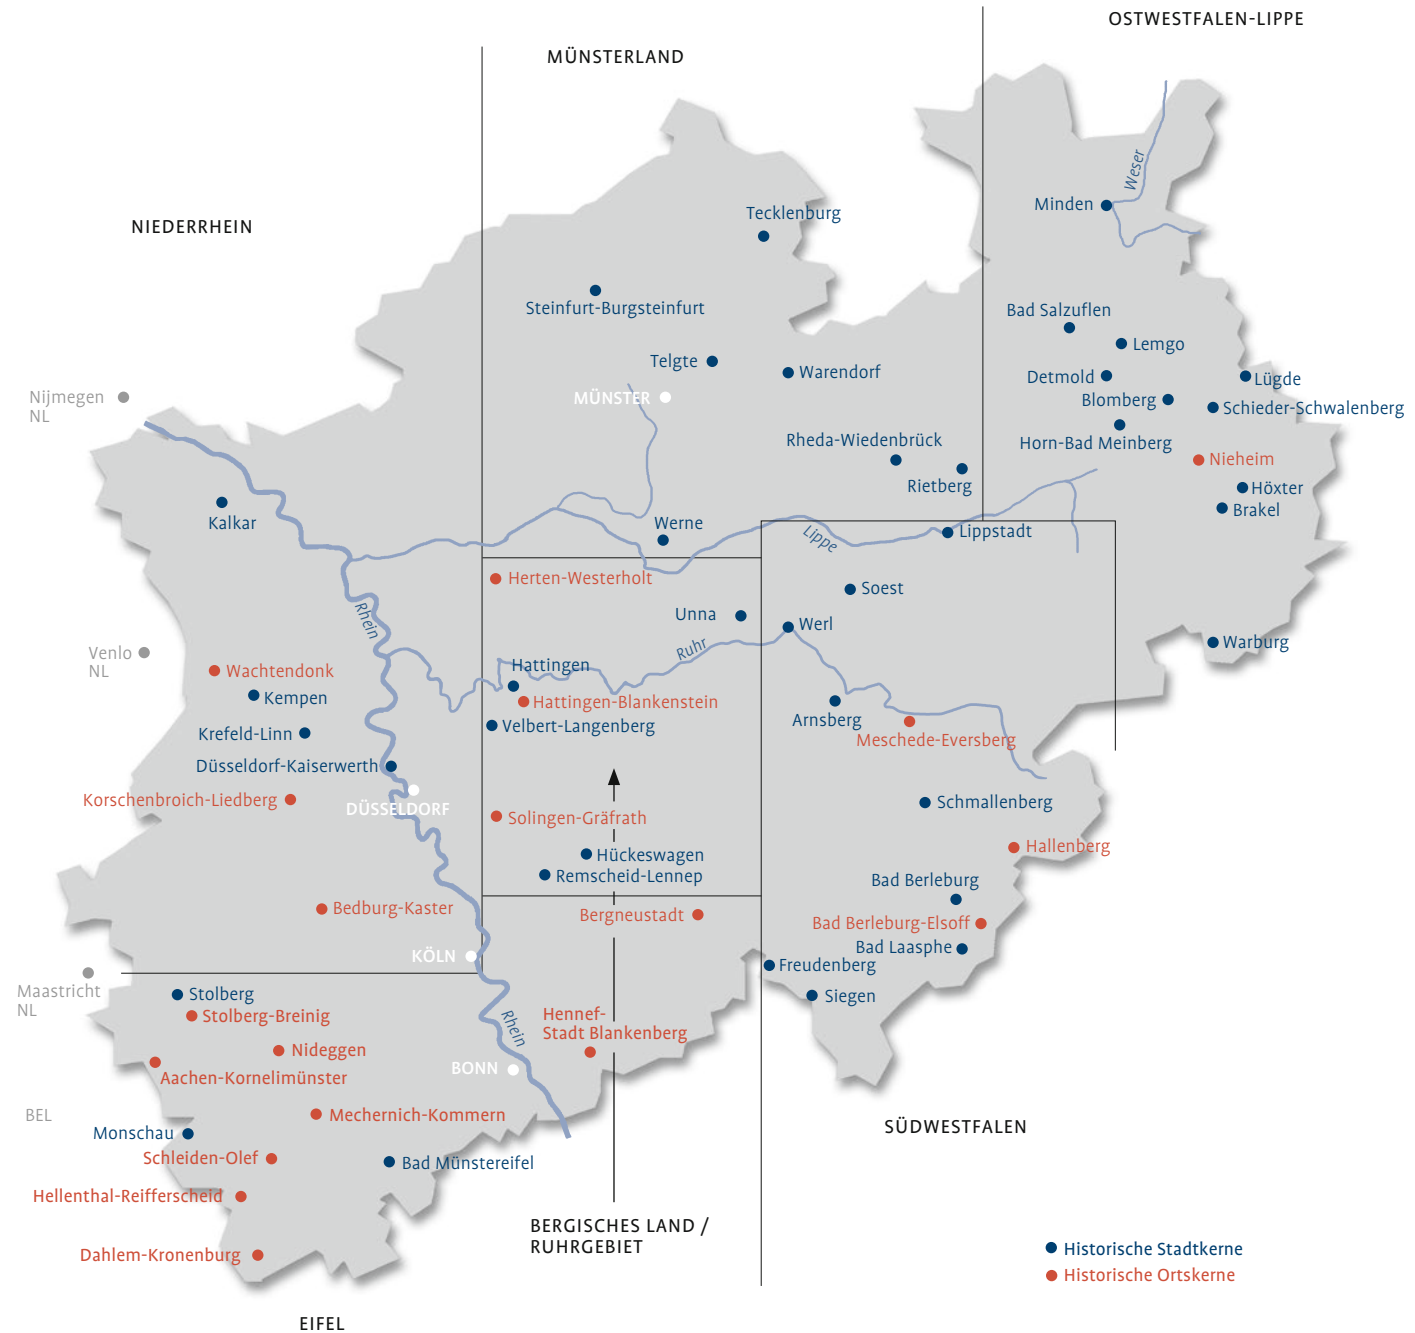 OSTWESTFALEN-LIPPE
MÜNSTERLAND
NIEDERRHEIN
Weser
Minden
Tecklenburg
Steinfurt-Burgsteinfurt
Bad Salzuflen
Lemgo
Telgte
Warendorf
Detmold
Lügde
Blomberg
Schieder-Schwalenberg
Nijmegen
NL
MÜNSTER
Rheda-Wiedenbrück
Horn-Bad Meinberg
Nieheim
Rietberg
Höxter
Brakel
Kalkar
Werne
Lippe
Lippstadt
Herten-Westerholt
Soest
Rhein
Unna
Werl
Ruhr
Warburg
Venlo
NL
Wachtendonk
Hattingen
Kempen
Hattingen-Blankenstein
Arnsberg
Krefeld-Linn
Velbert-Langenberg
Meschede-Eversberg
Düsseldorf-Kaiserwerth
Korschenbroich-Liedberg
DÜSSELDORF
Schmallenberg
Solingen-Gräfrath
Hallenberg
Hückeswagen
Remscheid-Lennep
Bad Berleburg
Bedburg-Kaster
Bergneustadt
Bad Berleburg-Elsoff
KÖLN
Bad Laasphe
Freudenberg
Maastricht
NL
Stolberg
Siegen
Stolberg-Breinig
Rhein
Hennef-
Stadt Blankenberg
Nideggen
Aachen-Kornelimünster
BONN
BEL
Mechernich-Kommern
Monschau
SÜDWESTFALEN
Schleiden-Olef
Bad Münstereifel
Hellenthal-Reifferscheid
BERGISCHES LAND /
RUHRGEBIET
Dahlem-Kronenburg
Historische Stadtkerne
Historische Ortskerne
EIFEL